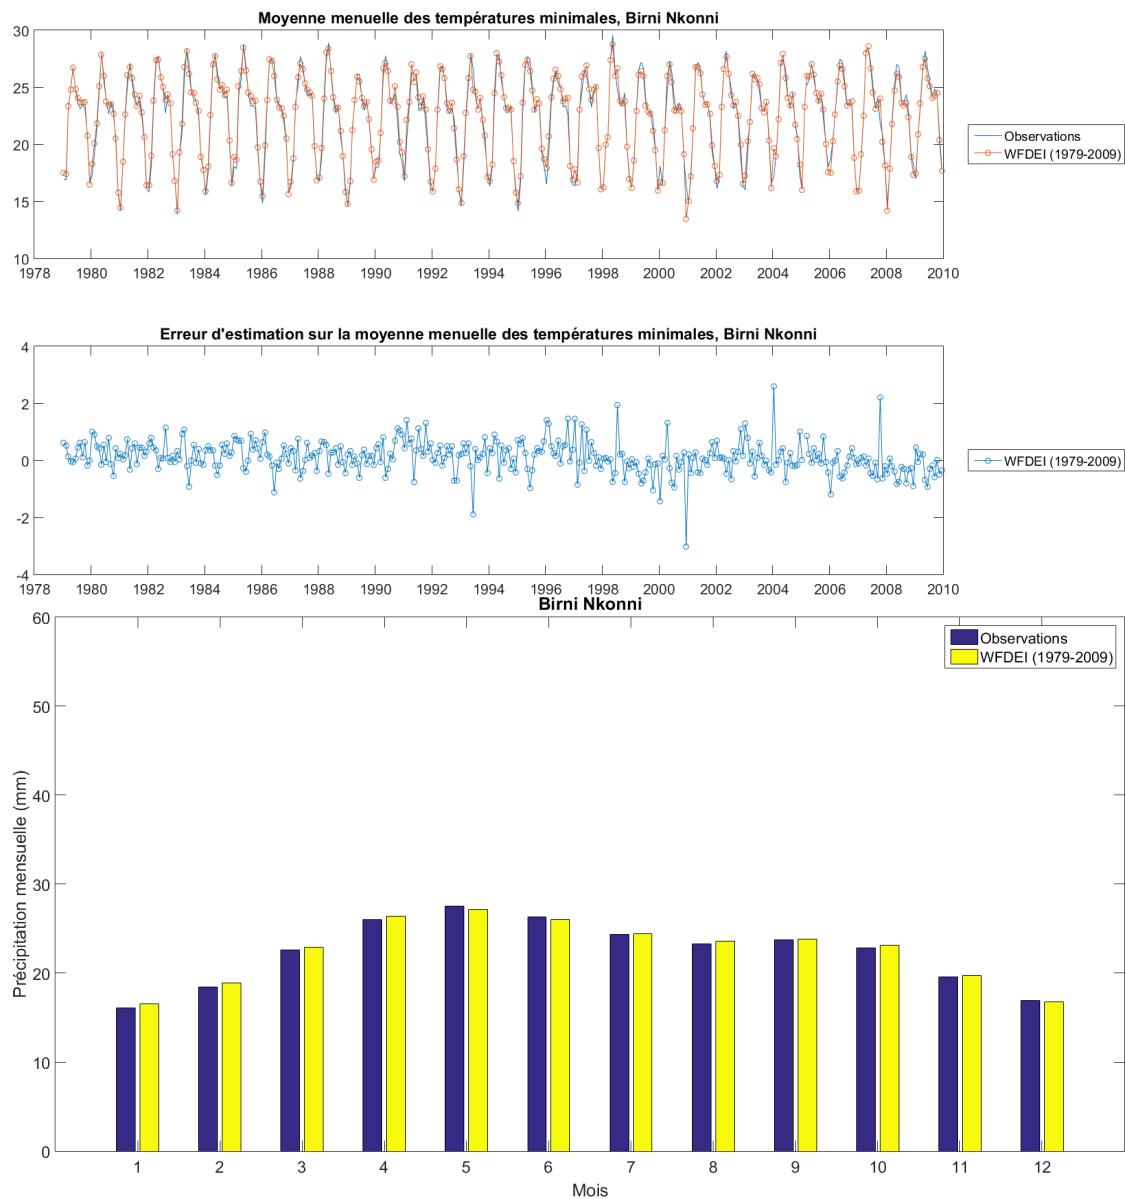 Moyenne menuelle des températures minimales, Birni Nkonni
30
25
20
15
10
1978 1980 1982 1984 1986 1988 1990 1992 1994 1996 1998 2000 2002 2004 2006 2008 2010
Observations
WFDEI (1979-2009)
Erreur d'estimation sur la moyenne menuelle des températures minimales, Birni Nkonni
4
2
0
-2
-4
1978 1980 1982 1984 1986 1988 1990 1992 1994 1996 1998 2000 2002 2004 2006 2008 2010
WFDEI (1979-2009)
Birni Nkonni
60
50
40
30
20
10
0
Précipitation mensuelle (mm)
Observations
WFDEI (1979-2009)
1 2 3 4 5 6 7 8 9 10 11 12
Mois